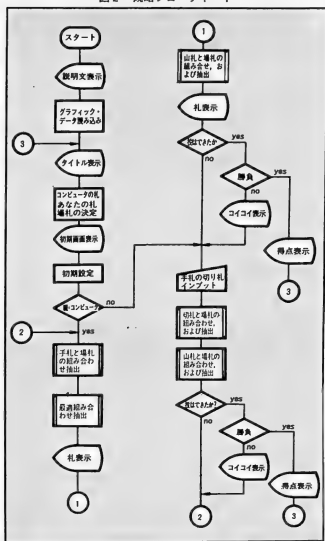 図2 概略フローチャート
スタート
説明文表示
グラフィック・
データ読み込み
3
タイトル表示
コンピュータの札
あなたの札
場札の決定
初期画面表示
初期設定
親=コンピュータ
no
2
yes
手札と場札
の組み合わ
せ抽出
最適組み合
わせ抽出
札表示
1
1
山札と場札の
組み合せ,お
よび抽出
札表示
役はできたか
yes
no
勝負
yes
no
コイコイ表示
得点表示
3
手札の切り札
インプット
切札と場札の
組み合わせ,
および抽出
山札と場札の
組み合わせ,
および抽出
役はできたか?
yes
no
勝負
yes
no
コイコイ表示
得点表示
2
3